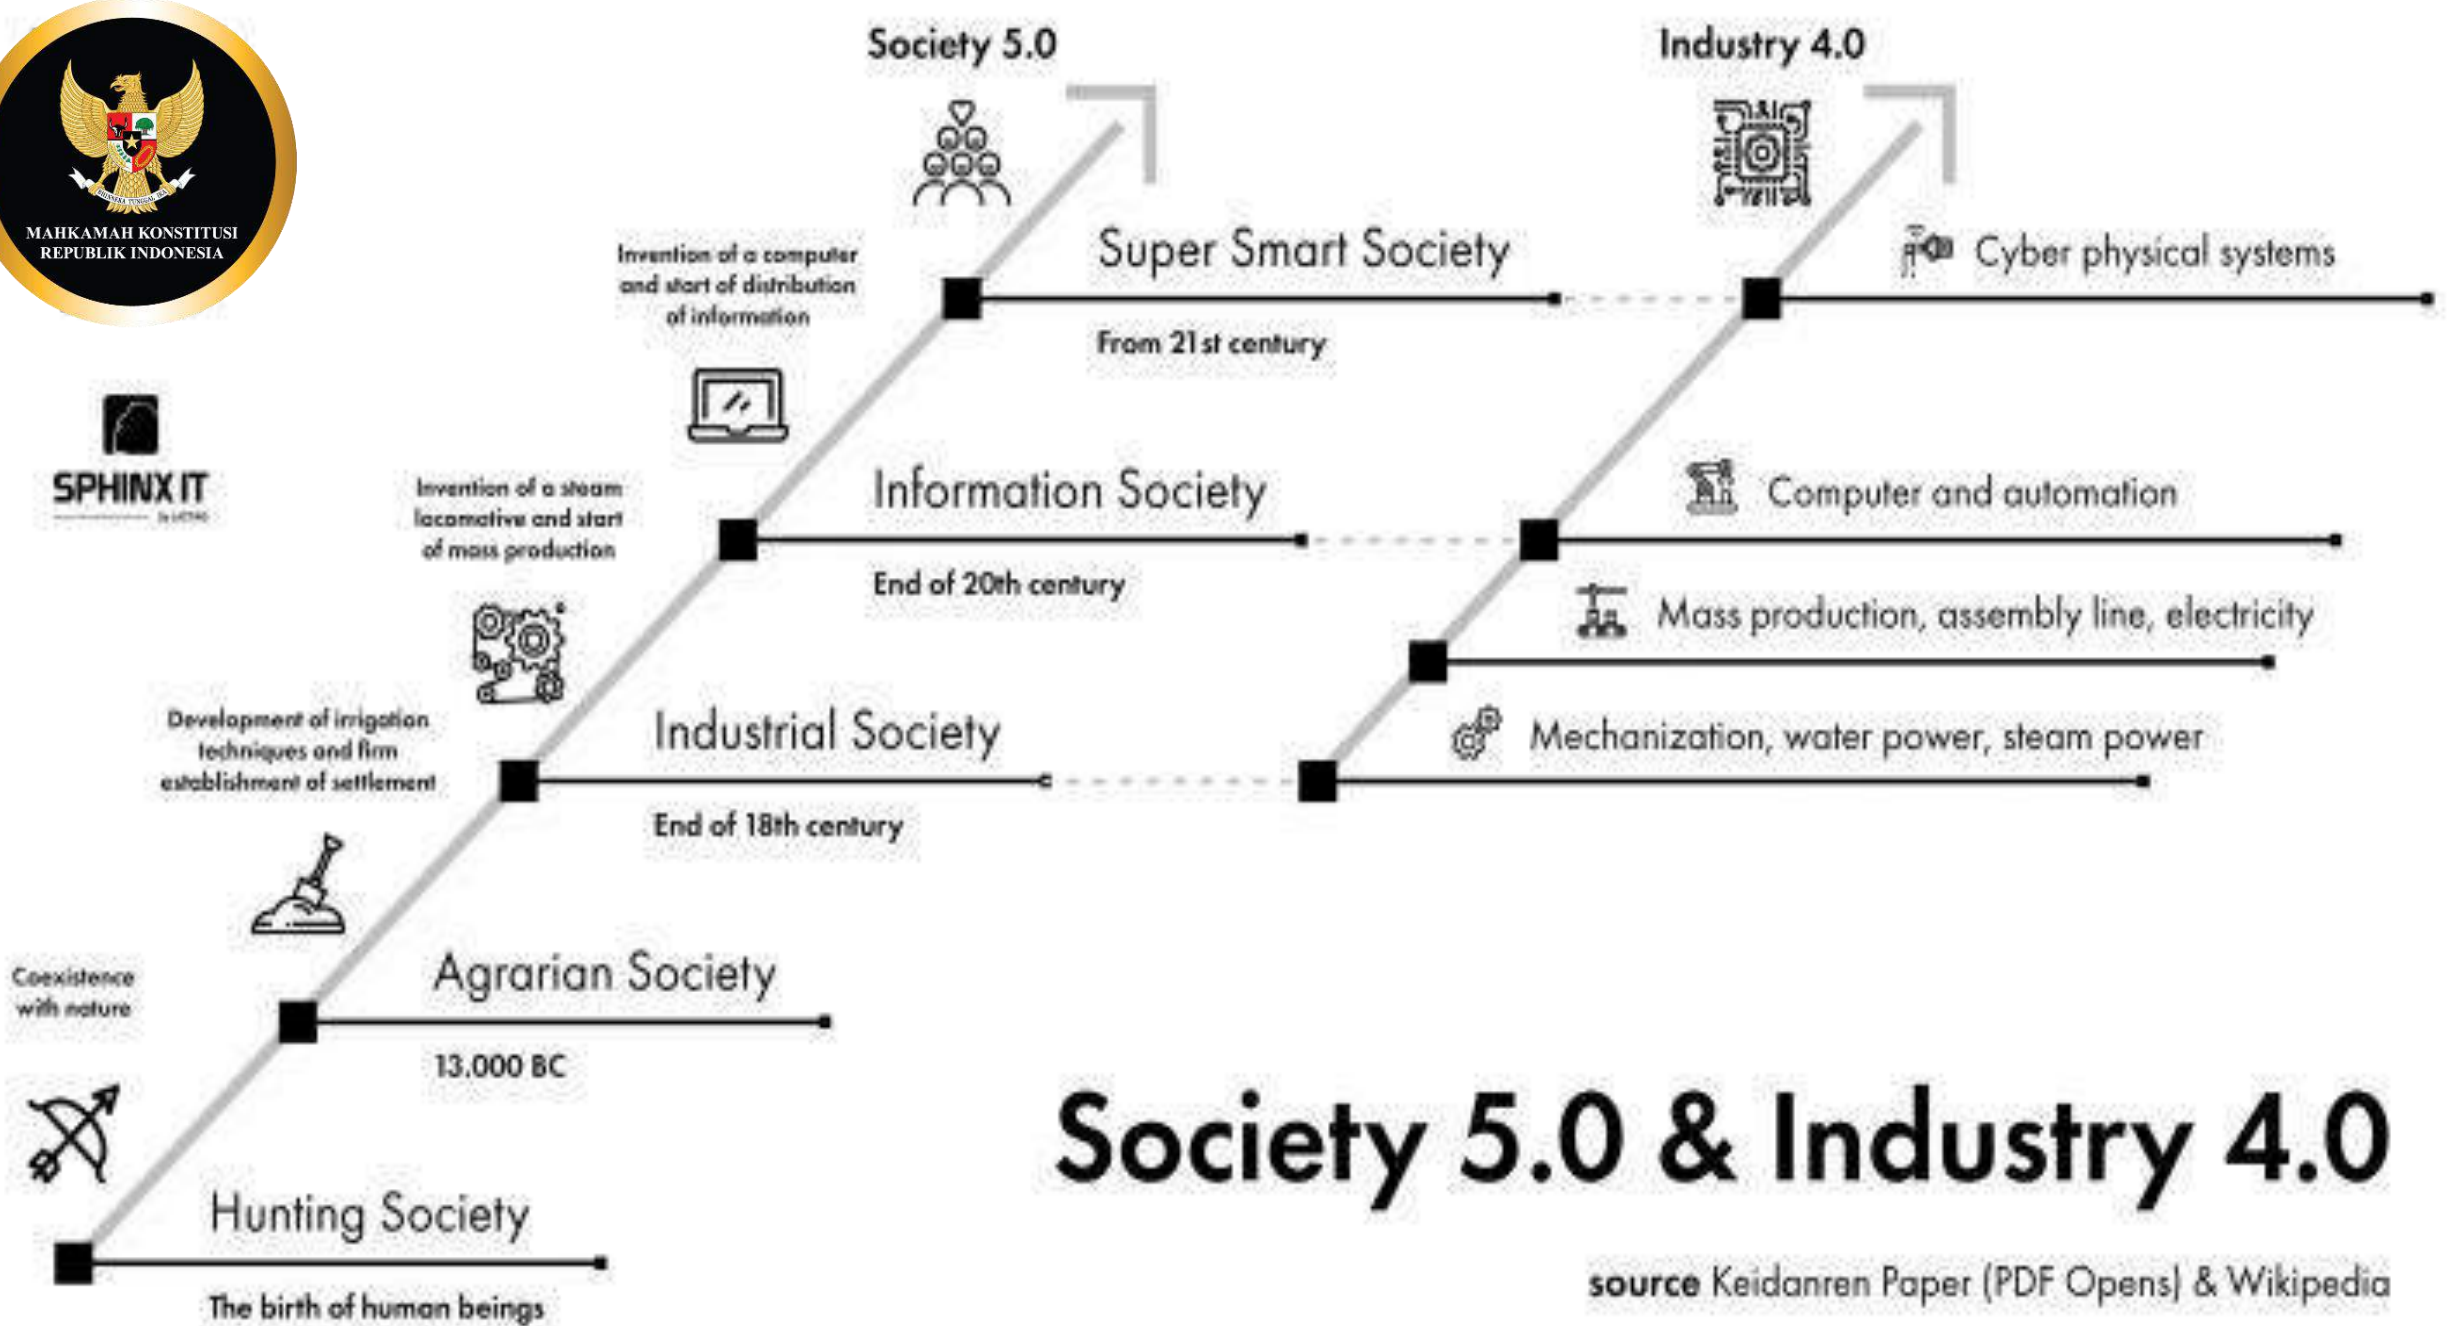 Society 5.0
Industry 4.0
MAHKAMAH KONSTITUSI
REPUBLIK INDONESIA
Invention of a computer
and start of distribution
of information
Super Smart Society
From 21st century
Cyber physical systems
SPHINX IT
Invention of a steam
locomotive and start
of mass production
Information Society
End of 20th century
Computer and automation
Mass production, assembly line, electricity
Development of irrigation
techniques and firm
establishment of settlement
Industrial Society
End of 18th century
Mechanization, water power, steam power
Coexistence
with nature
Agrarian Society
13.000 BC
Hunting Society
The birth of human beings
Society 5.0 & Industry 4.0
source Keidanren Paper (PDF Opens) & Wikipedia